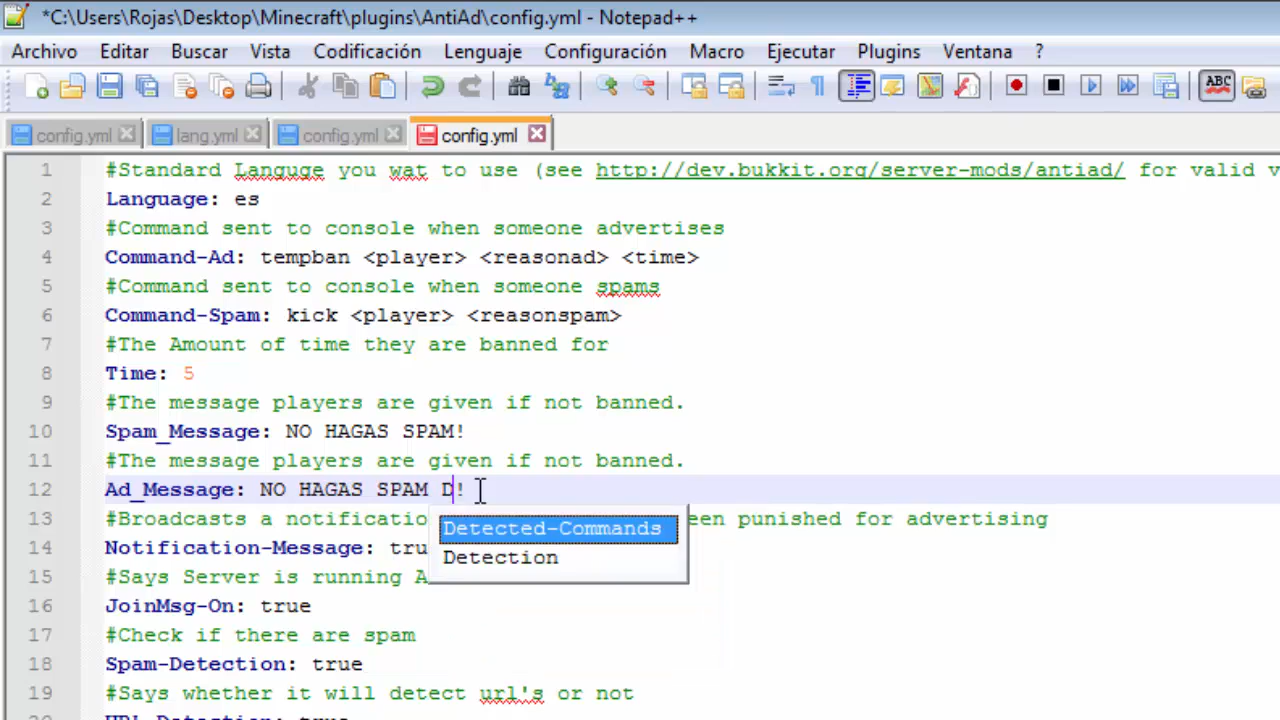 *C:\Users\Rojas\Desktop\Minecraft\plugins\AntiAd\config.yml - Notepad++
Archivo Editar Buscar Vista Codificación Lenguaje Configuración Macro Ejecutar Plugins Ventana ?
ABC
config.yml lang.yml config.yml config.yml
1 #Standard Languge you wat to use (see http://dev.bukkit.org/server-mods/antiad/ for valid v
2 Language: es
3 #Command sent to console when someone advertises
4 Command-Ad: tempban <player> <reasonad> <time>
5 #Command sent to console when someone spams
6 Command-Spam: kick <player> <reasonspam>
7 #The Amount of time they are banned for
8 Time: 5
9 #The message players are given if not banned.
10 Spam_Message: NO HAGAS SPAM!
11 #The message players are given if not banned.
12 Ad_Message: NO HAGAS SPAM D!
Detected-Commands
Detection
13 #Broadcasts a notificatio een punished for advertising
14 Notification-Message: tru
15 #Says Server is running A
16 JoinMsg-On: true
17 #Check if there are spam
18 Spam-Detection: true
19 #Says whether it will detect url's or not